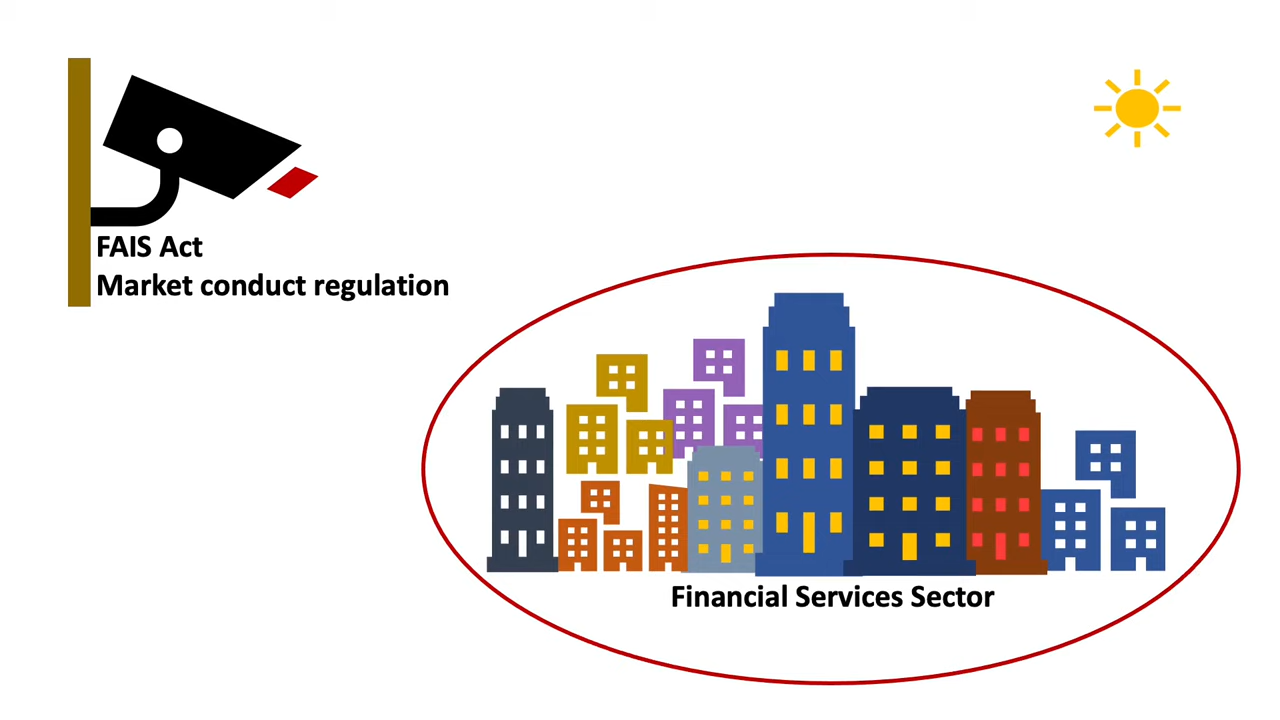 FAIS Act
Market conduct regulation
Financial Services Sector